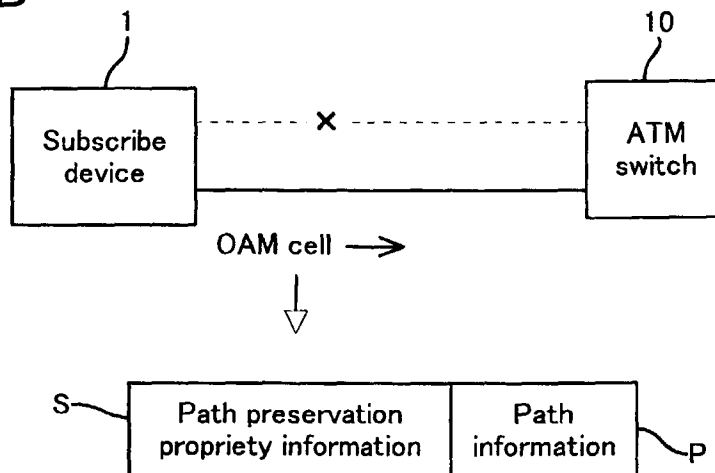 1
10
Subscribe
device
×
ATM
switch
OAM cell
S
Path preservation
propriety information
Path
information
P